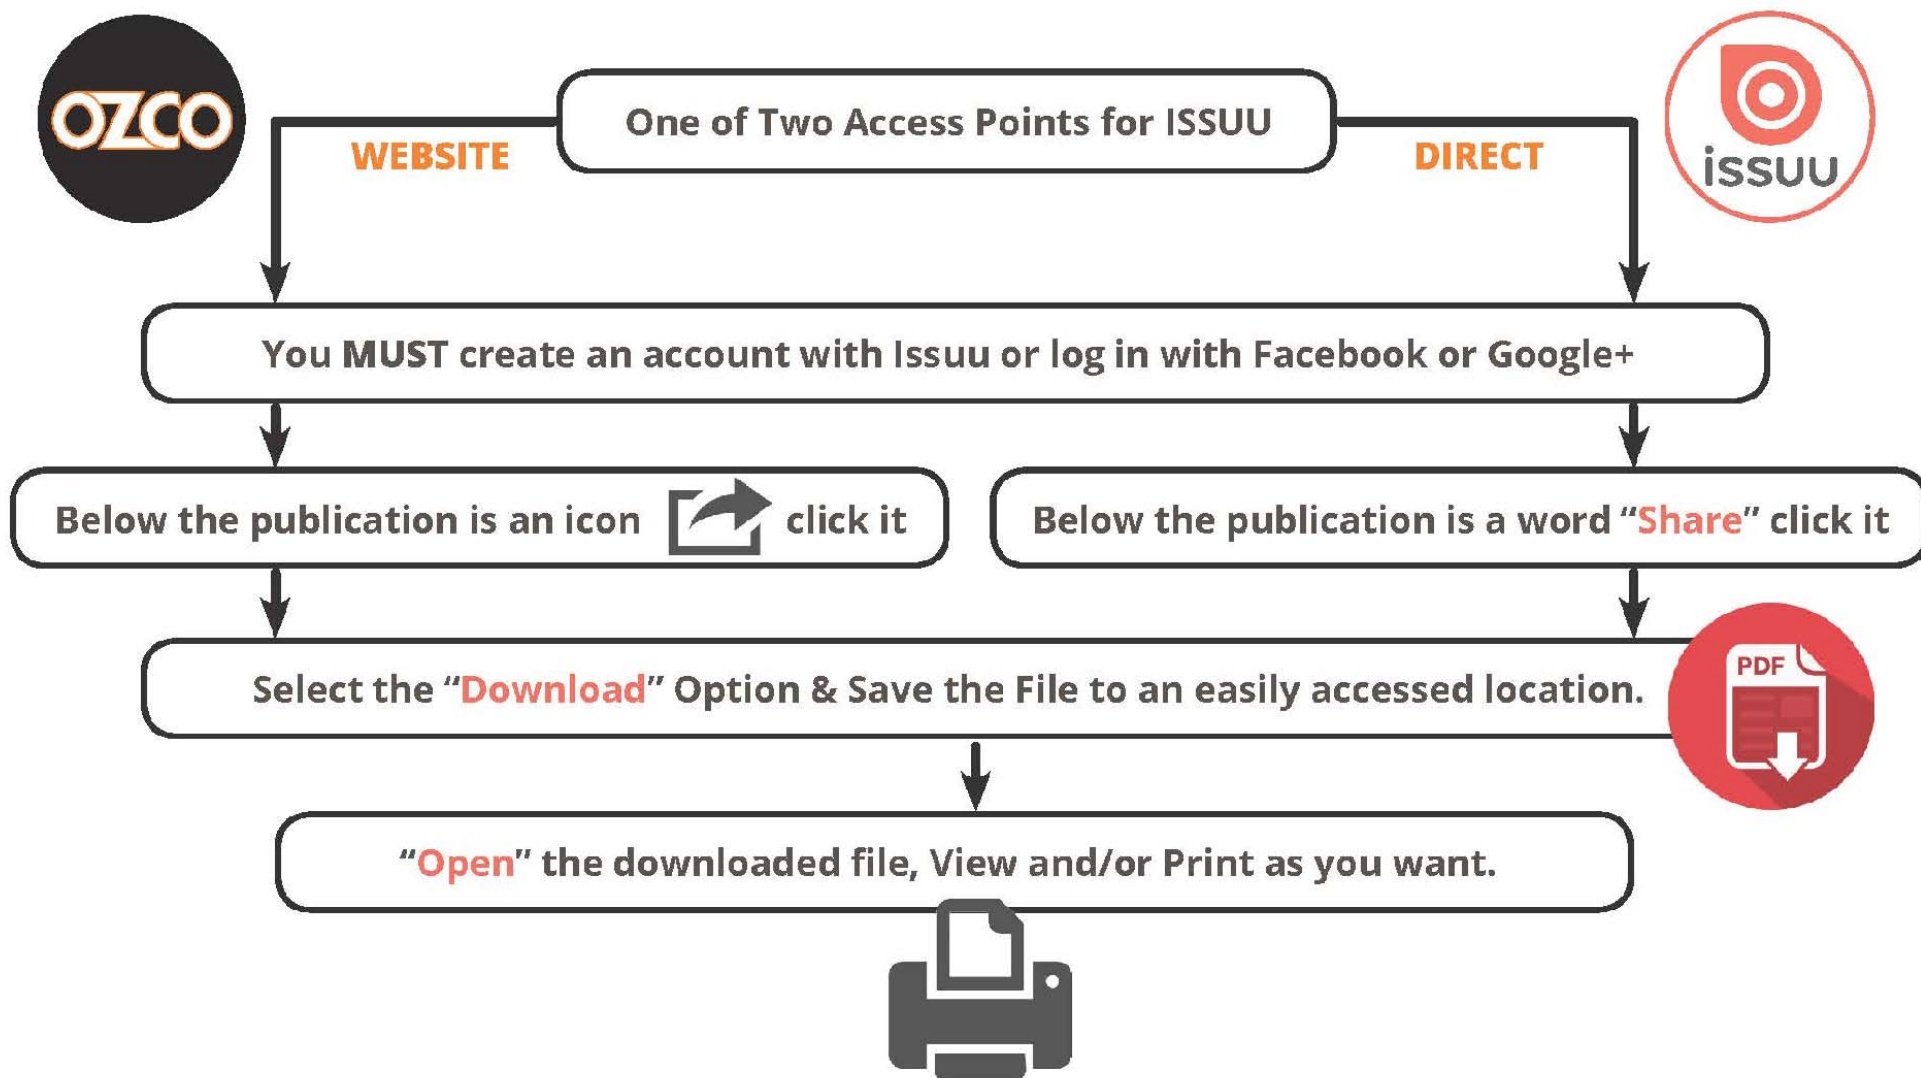 OZCO
One of Two Access Points for ISSUU
issuu
WEBSITE
DIRECT
You MUST create an account with Issuu or log in with Facebook or Google+
Below the publication is an icon click it
Below the publication is a word “Share” click it
Select the “Download” Option & Save the File to an easily accessed location.
PDF
“Open” the downloaded file, View and/or Print as you want.